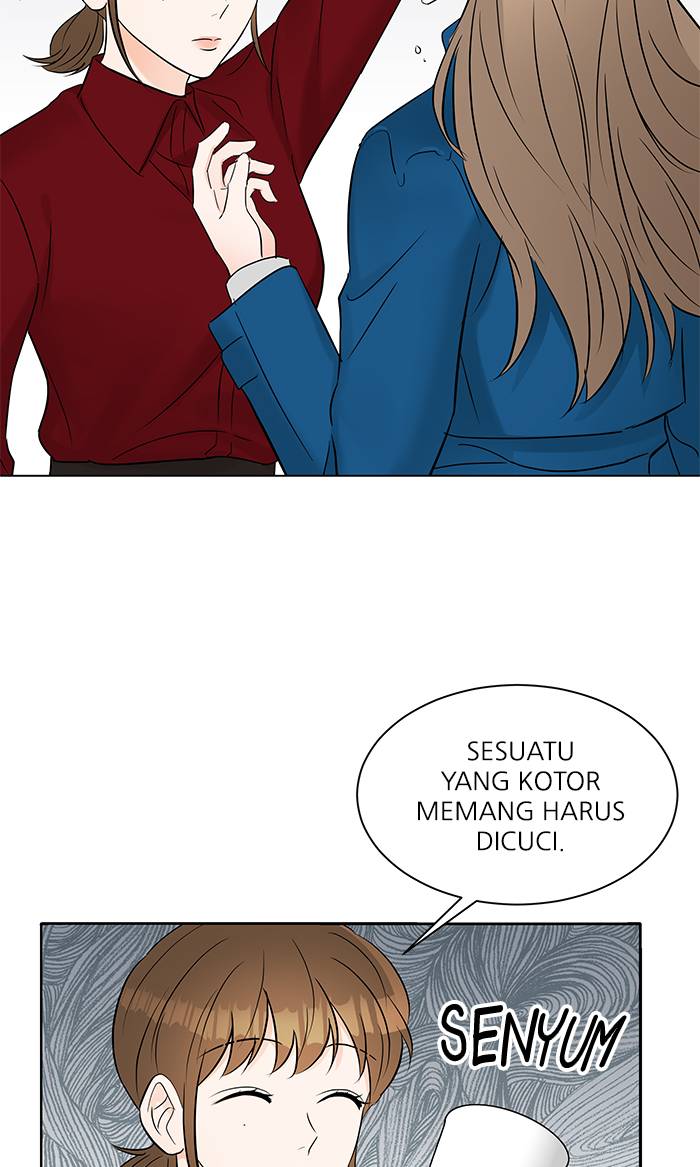 SESUATU
YANG KOTOR
MEMANG HARUS
DICUCI.
SENYUM